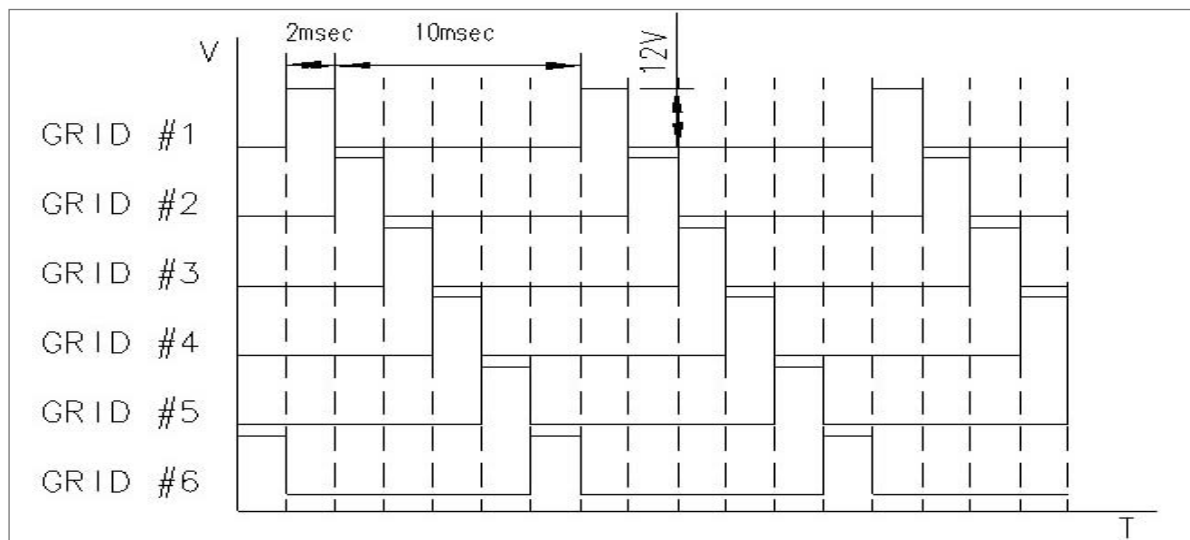 2msec 10msec 12V
V
GRID #1
GRID #2
GRID #3
GRID #4
GRID #5
GRID #6
T